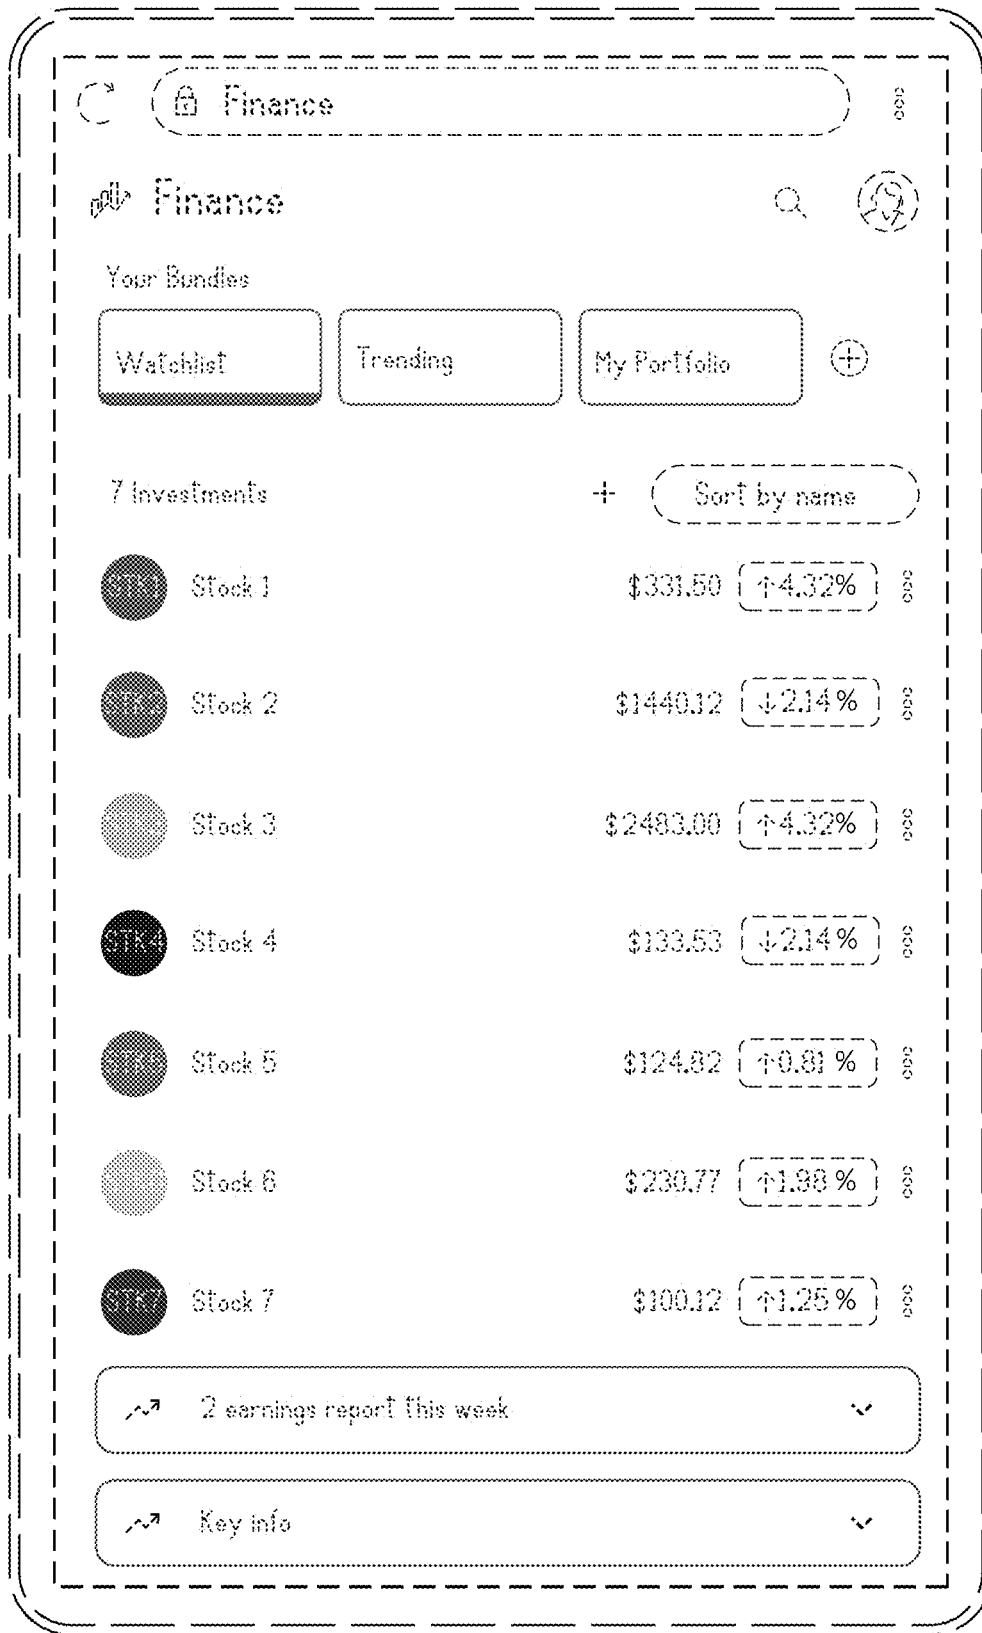 Finance
Finance
Your Bundles
Watchlist Trending My Portfolio
7 Investments + Sort by name
Stock 1 $331.50 ↑4.32%
Stock 2 $1440.12 ↓2.14%
Stock 3 $2483.00 ↑4.32%
STK4 Stock 4 $133.53 ↓2.14%
Stock 5 $124.82 ↑0.81%
Stock 6 $230.77 ↑1.98%
Stock 7 $100.12 ↑1.25%
2 earnings report this week
Key info